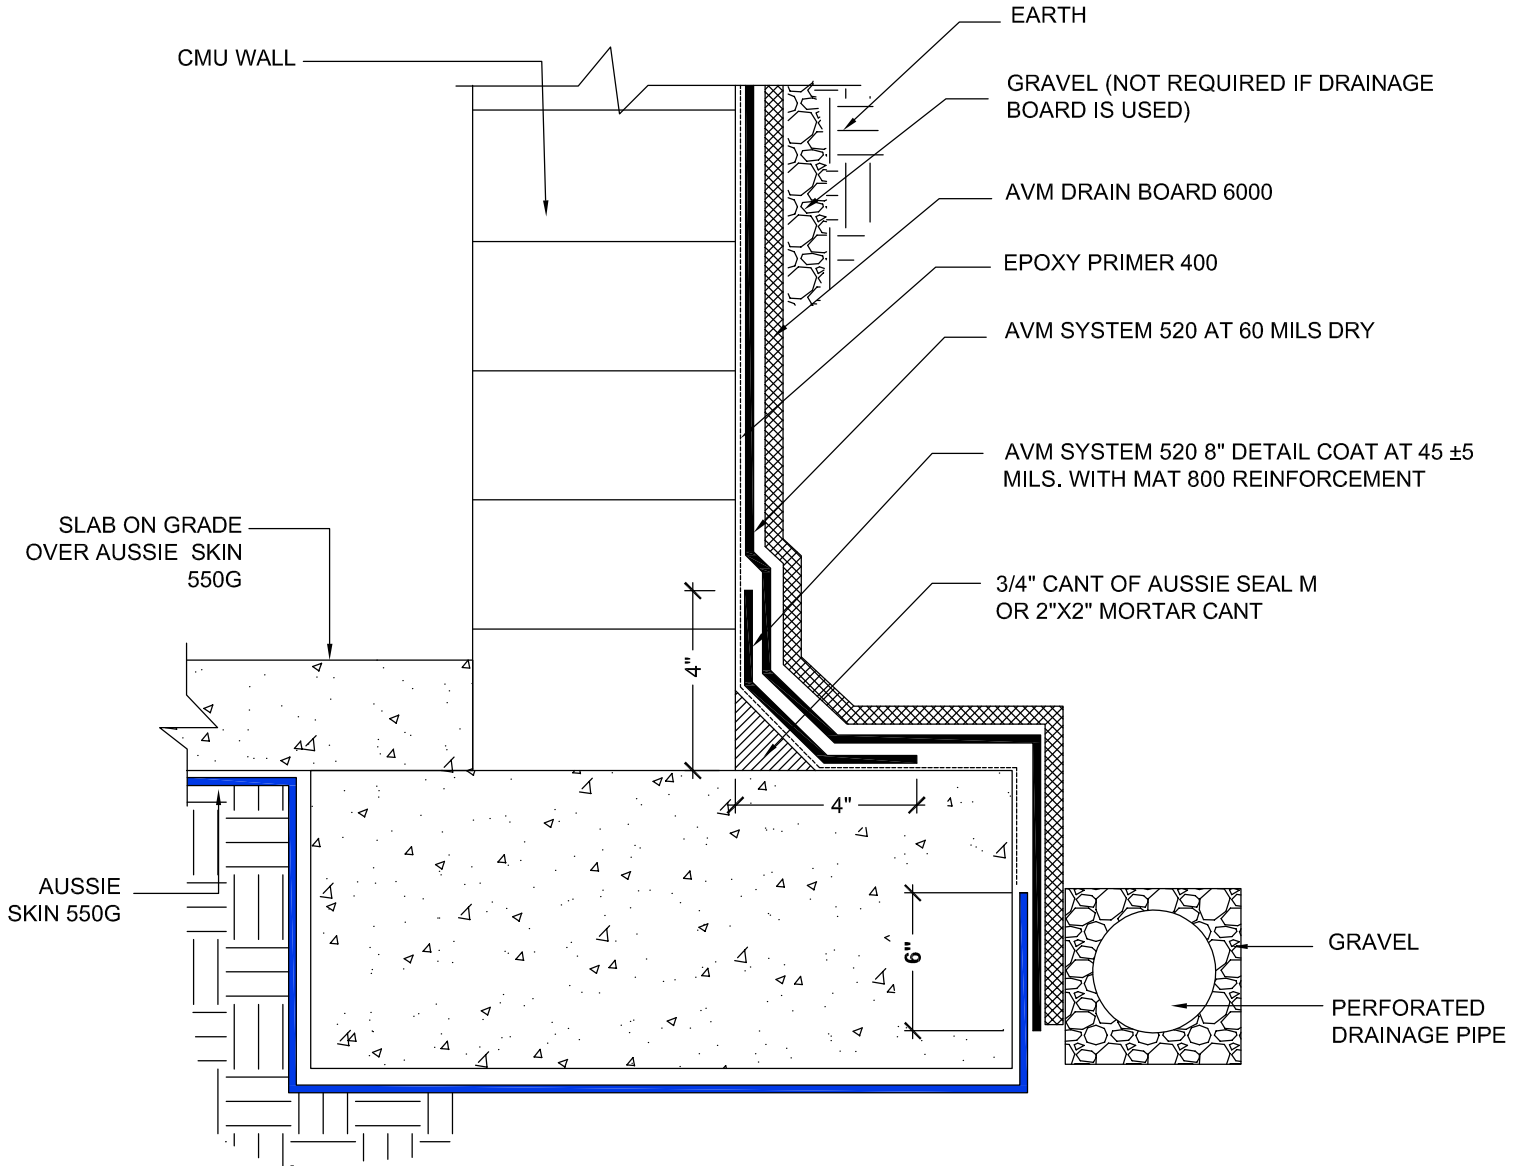 EARTH
CMU WALL
GRAVEL (NOT REQUIRED IF DRAINAGE
BOARD IS USED)
AVM DRAIN BOARD 6000
EPOXY PRIMER 400
AVM SYSTEM 520 AT 60 MILS DRY
AVM SYSTEM 520 8" DETAIL COAT AT 45 ±5
MILS. WITH MAT 800 REINFORCEMENT
SLAB ON GRADE
OVER AUSSIE SKIN
550G
3/4" CANT OF AUSSIE SEAL M
OR 2"X2" MORTAR CANT
4"
4"
AUSSIE
SKIN 550G
6"
GRAVEL
PERFORATED
DRAINAGE PIPE